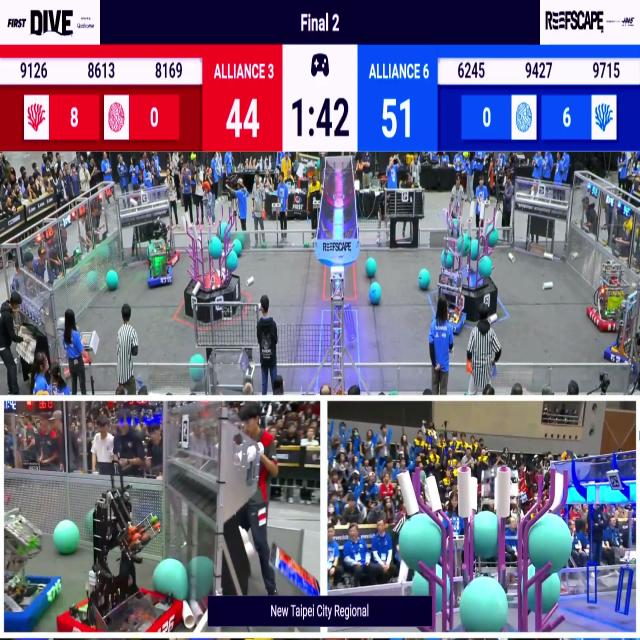 FIRST DIVE
Final 2
REEFSCAPE
9126 8613 8169
ALLIANCE 3
ALLIANCE 6
6245 9427 9715
8 0
44
1:42
51
0 6
REEFSCAPE
New Taipei City Regional